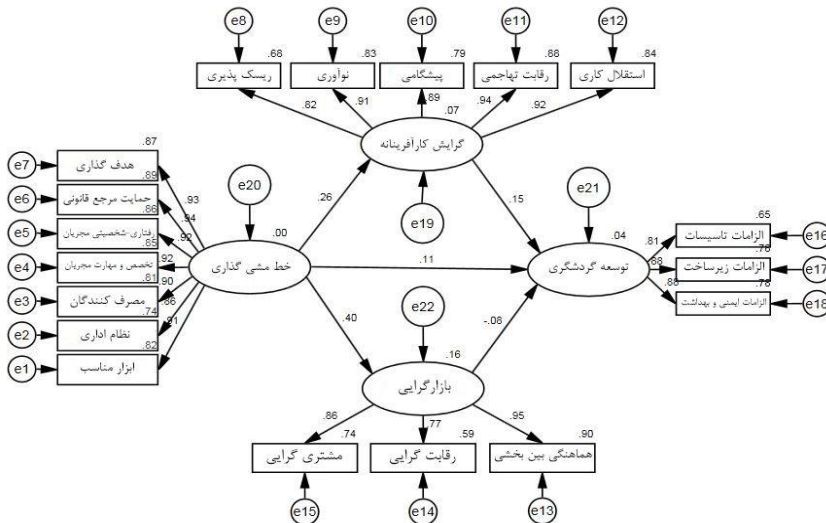 e8
e9
e10
e11
e12
.68
.83
.79
.88
.84
ریسک پذیری
نوآوری
پیشگامی
رقابت تهاجمی
استقلال کاری
.82
.91
.89
.94
.92
.07
گرایش کارآفرینانه
e19
e20
e21
e22
.26
.15
.11
.40
-.08
.00
خط مشی گذاری
.04
توسعه گردشگری
.16
بازارگرایی
e7
.87
هدف گذاری
.93
e6
.89
حمایت مرجع قانونی
.94
e5
.86
رفتاری-شخصیتی مجریان
.92
e4
.85
تخصص و مهارت مجریان
.92
e3
.81
مصرف کنندگان
.90
e2
.74
نظام اداری
.86
e1
.82
ابزار مناسب
.91
.65
الزامات تاسیسات
e16
.81
الزامات زیرساخت
e17
.88
.78
الزامات ایمنی و بهداشت
e18
.88
.86
.77
.95
.74
.59
.90
مشتری گرایی
رقابت گرایی
هماهنگی بین بخشی
e15
e14
e13